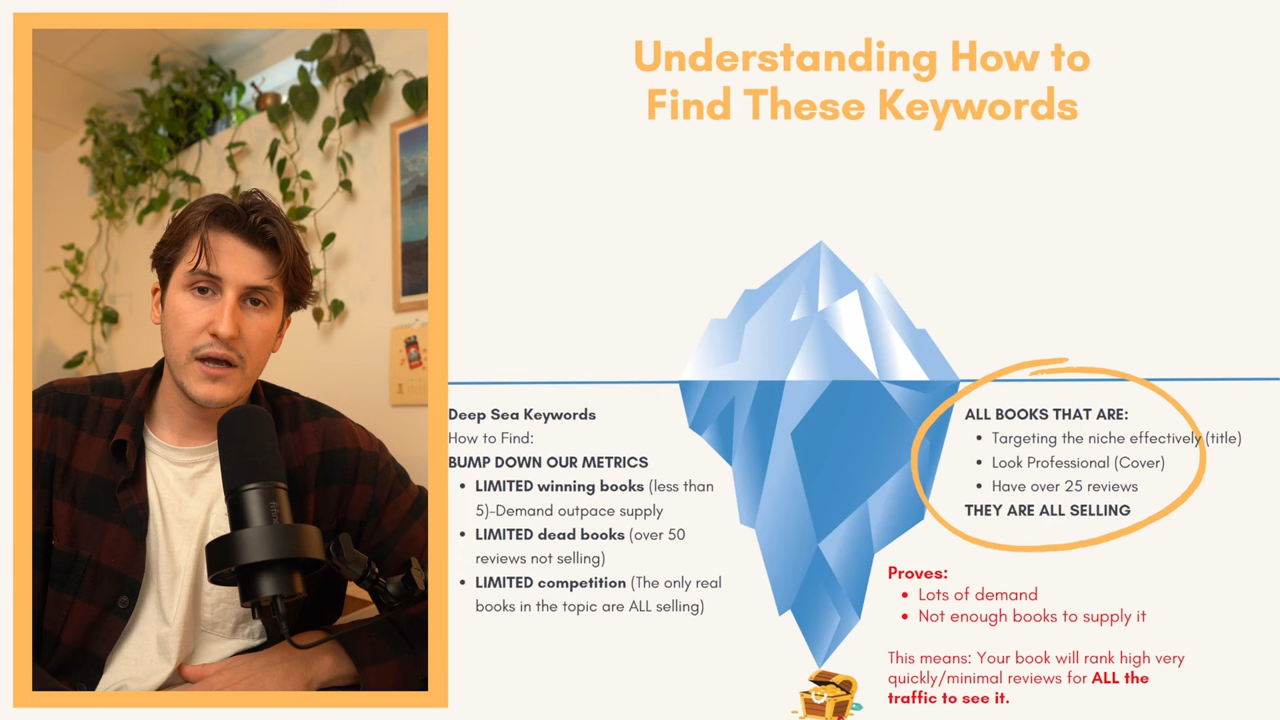 Understanding How to
Find These Keywords
Deep Sea Keywords
How to Find:
BUMP DOWN OUR METRICS
• LIMITED winning books (less than
5)-Demand outpace supply
• LIMITED dead books (over 50
reviews not selling)
• LIMITED competition (The only real
books in the topic are ALL selling)
ALL BOOKS THAT ARE:
• Targeting the niche effectively (title)
• Look Professional (Cover)
• Have over 25 reviews
THEY ARE ALL SELLING
Proves:
• Lots of demand
• Not enough books to supply it
This means: Your book will rank high very
quickly/minimal reviews for ALL the
traffic to see it.